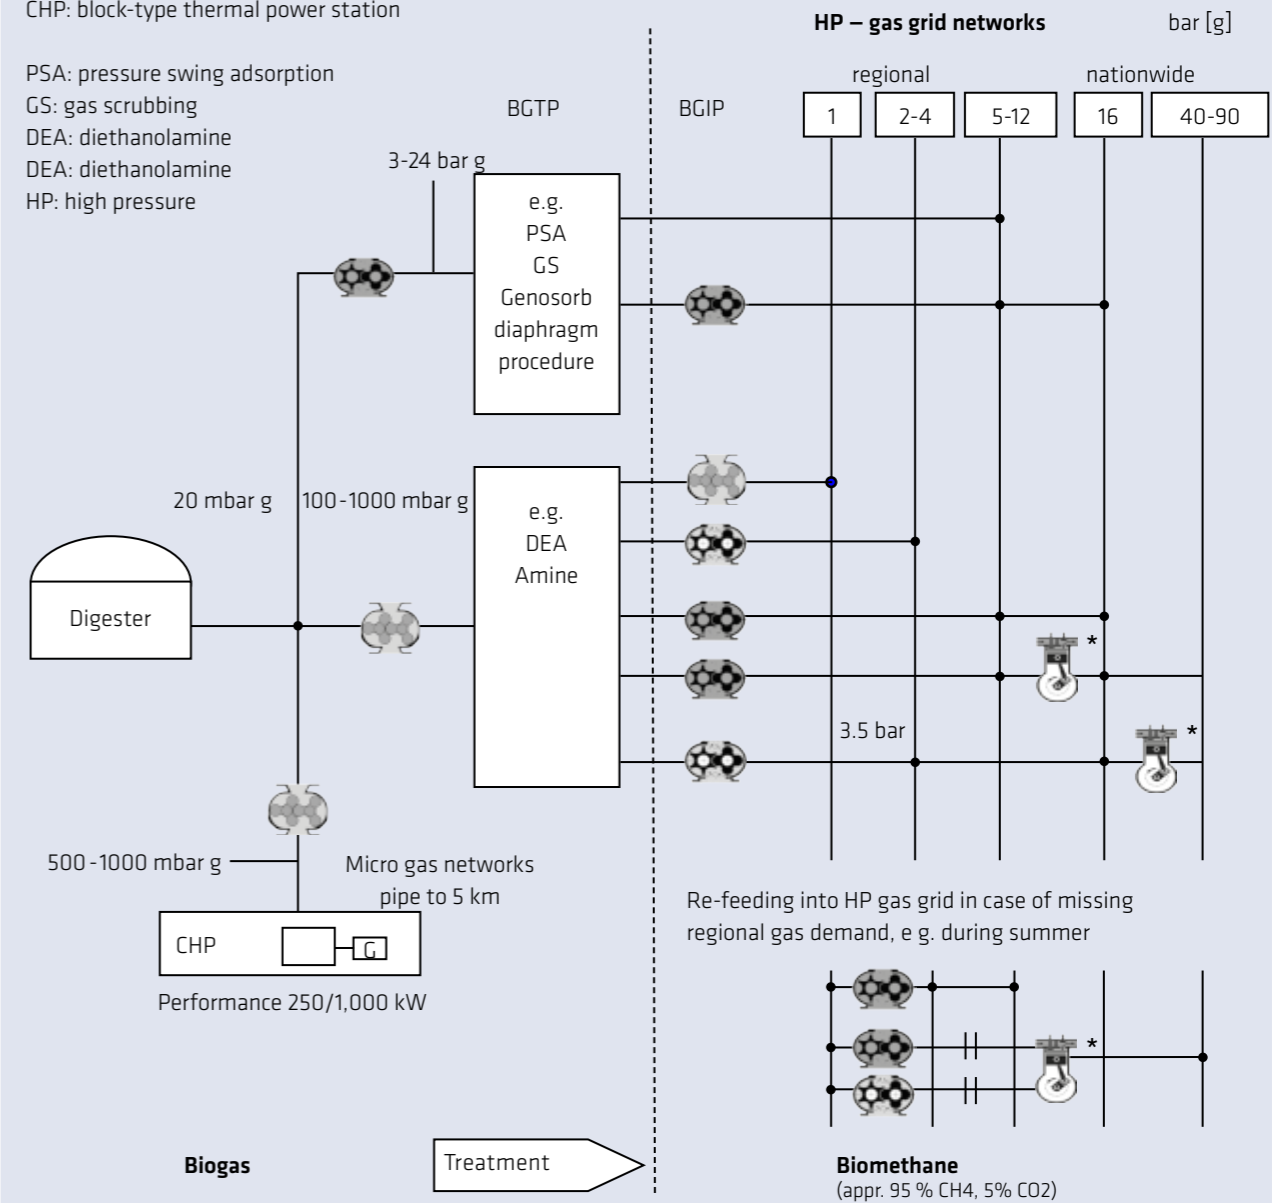 CHP: block-type thermal power station
HP – gas grid networks
bar [g]
PSA: pressure swing adsorption
GS: gas scrubbing
DEA: diethanolamine
DEA: diethanolamine
HP: high pressure
BGTP
BGIP
regional
nationwide
1
2-4
5-12
16
40-90
3-24 bar g
e.g.
PSA
GS
Genosorb
diaphragm
procedure
20 mbar g
100-1000 mbar g
e.g.
DEA
Amine
Digester
*
3.5 bar
*
500-1000 mbar g
Micro gas networks
pipe to 5 km
CHP
G
Performance 250/1,000 kW
Re-feeding into HP gas grid in case of missing
regional gas demand, e g. during summer
*
Biogas
Treatment
Biomethane
(appr. 95 % CH4, 5% CO2)